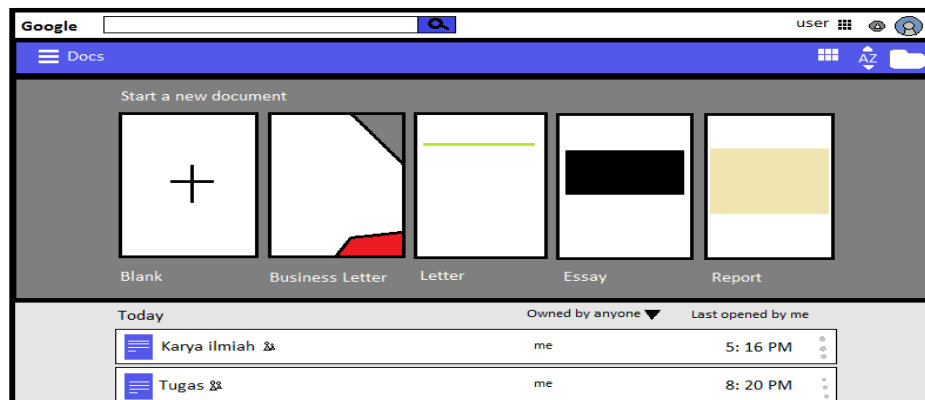 Google user
Docs AZ
Start a new document
Blank Business Letter Letter Essay Report
Today Owned by anyone Last opened by me
Karya ilmiah me 5: 16 PM
Tugas me 8: 20 PM